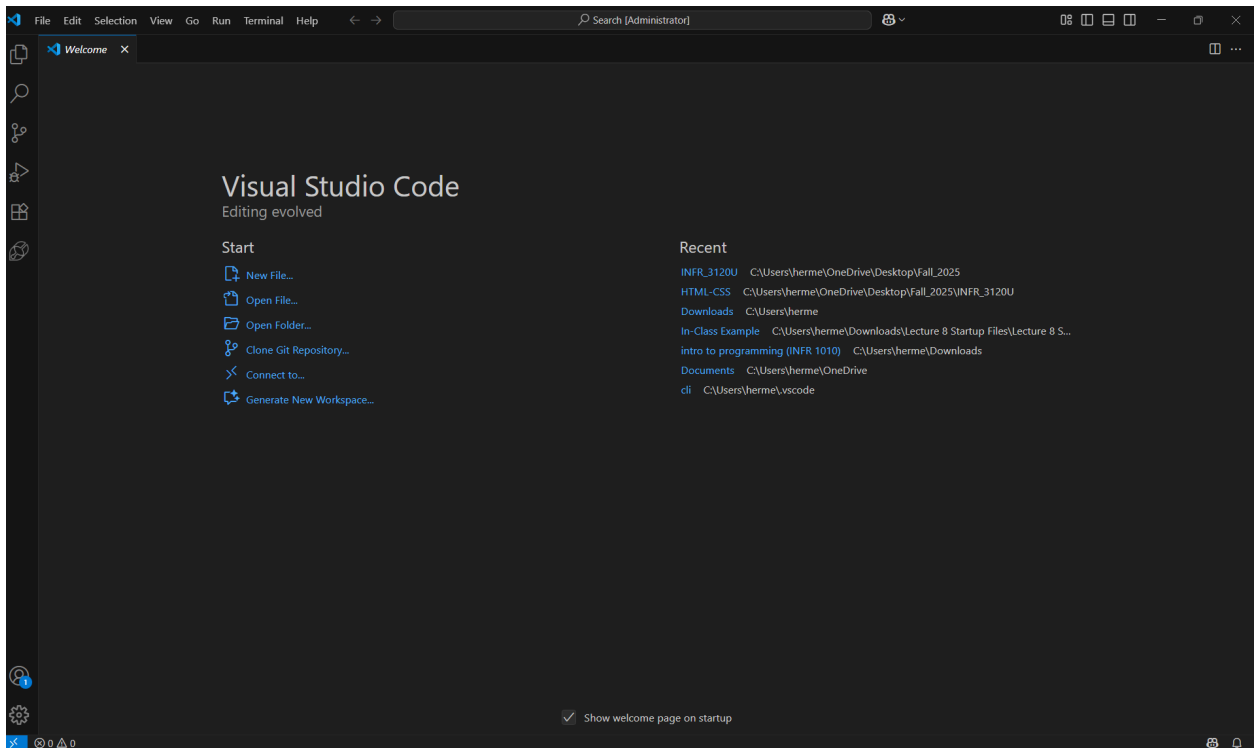 File Edit Selection View Go Run Terminal Help Search [Administrator]
Welcome
Visual Studio Code
Editing evolved
Start
New File...
Open File...
Open Folder...
Clone Git Repository...
Connect to...
Generate New Workspace...
Recent
INFR_3120U C:\Users\herme\OneDrive\Desktop\Fall_2025
HTML-CSS C:\Users\herme\OneDrive\Desktop\Fall_2025\INFR_3120U
Downloads C:\Users\herme
In-Class Example C:\Users\herme\Downloads\Lecture 8 Startup Files\Lecture 8 S...
intro to programming (INFR 1010) C:\Users\herme\Downloads
Documents C:\Users\herme\OneDrive
cli C:\Users\herme\.vscode
1
Show welcome page on startup
0 0